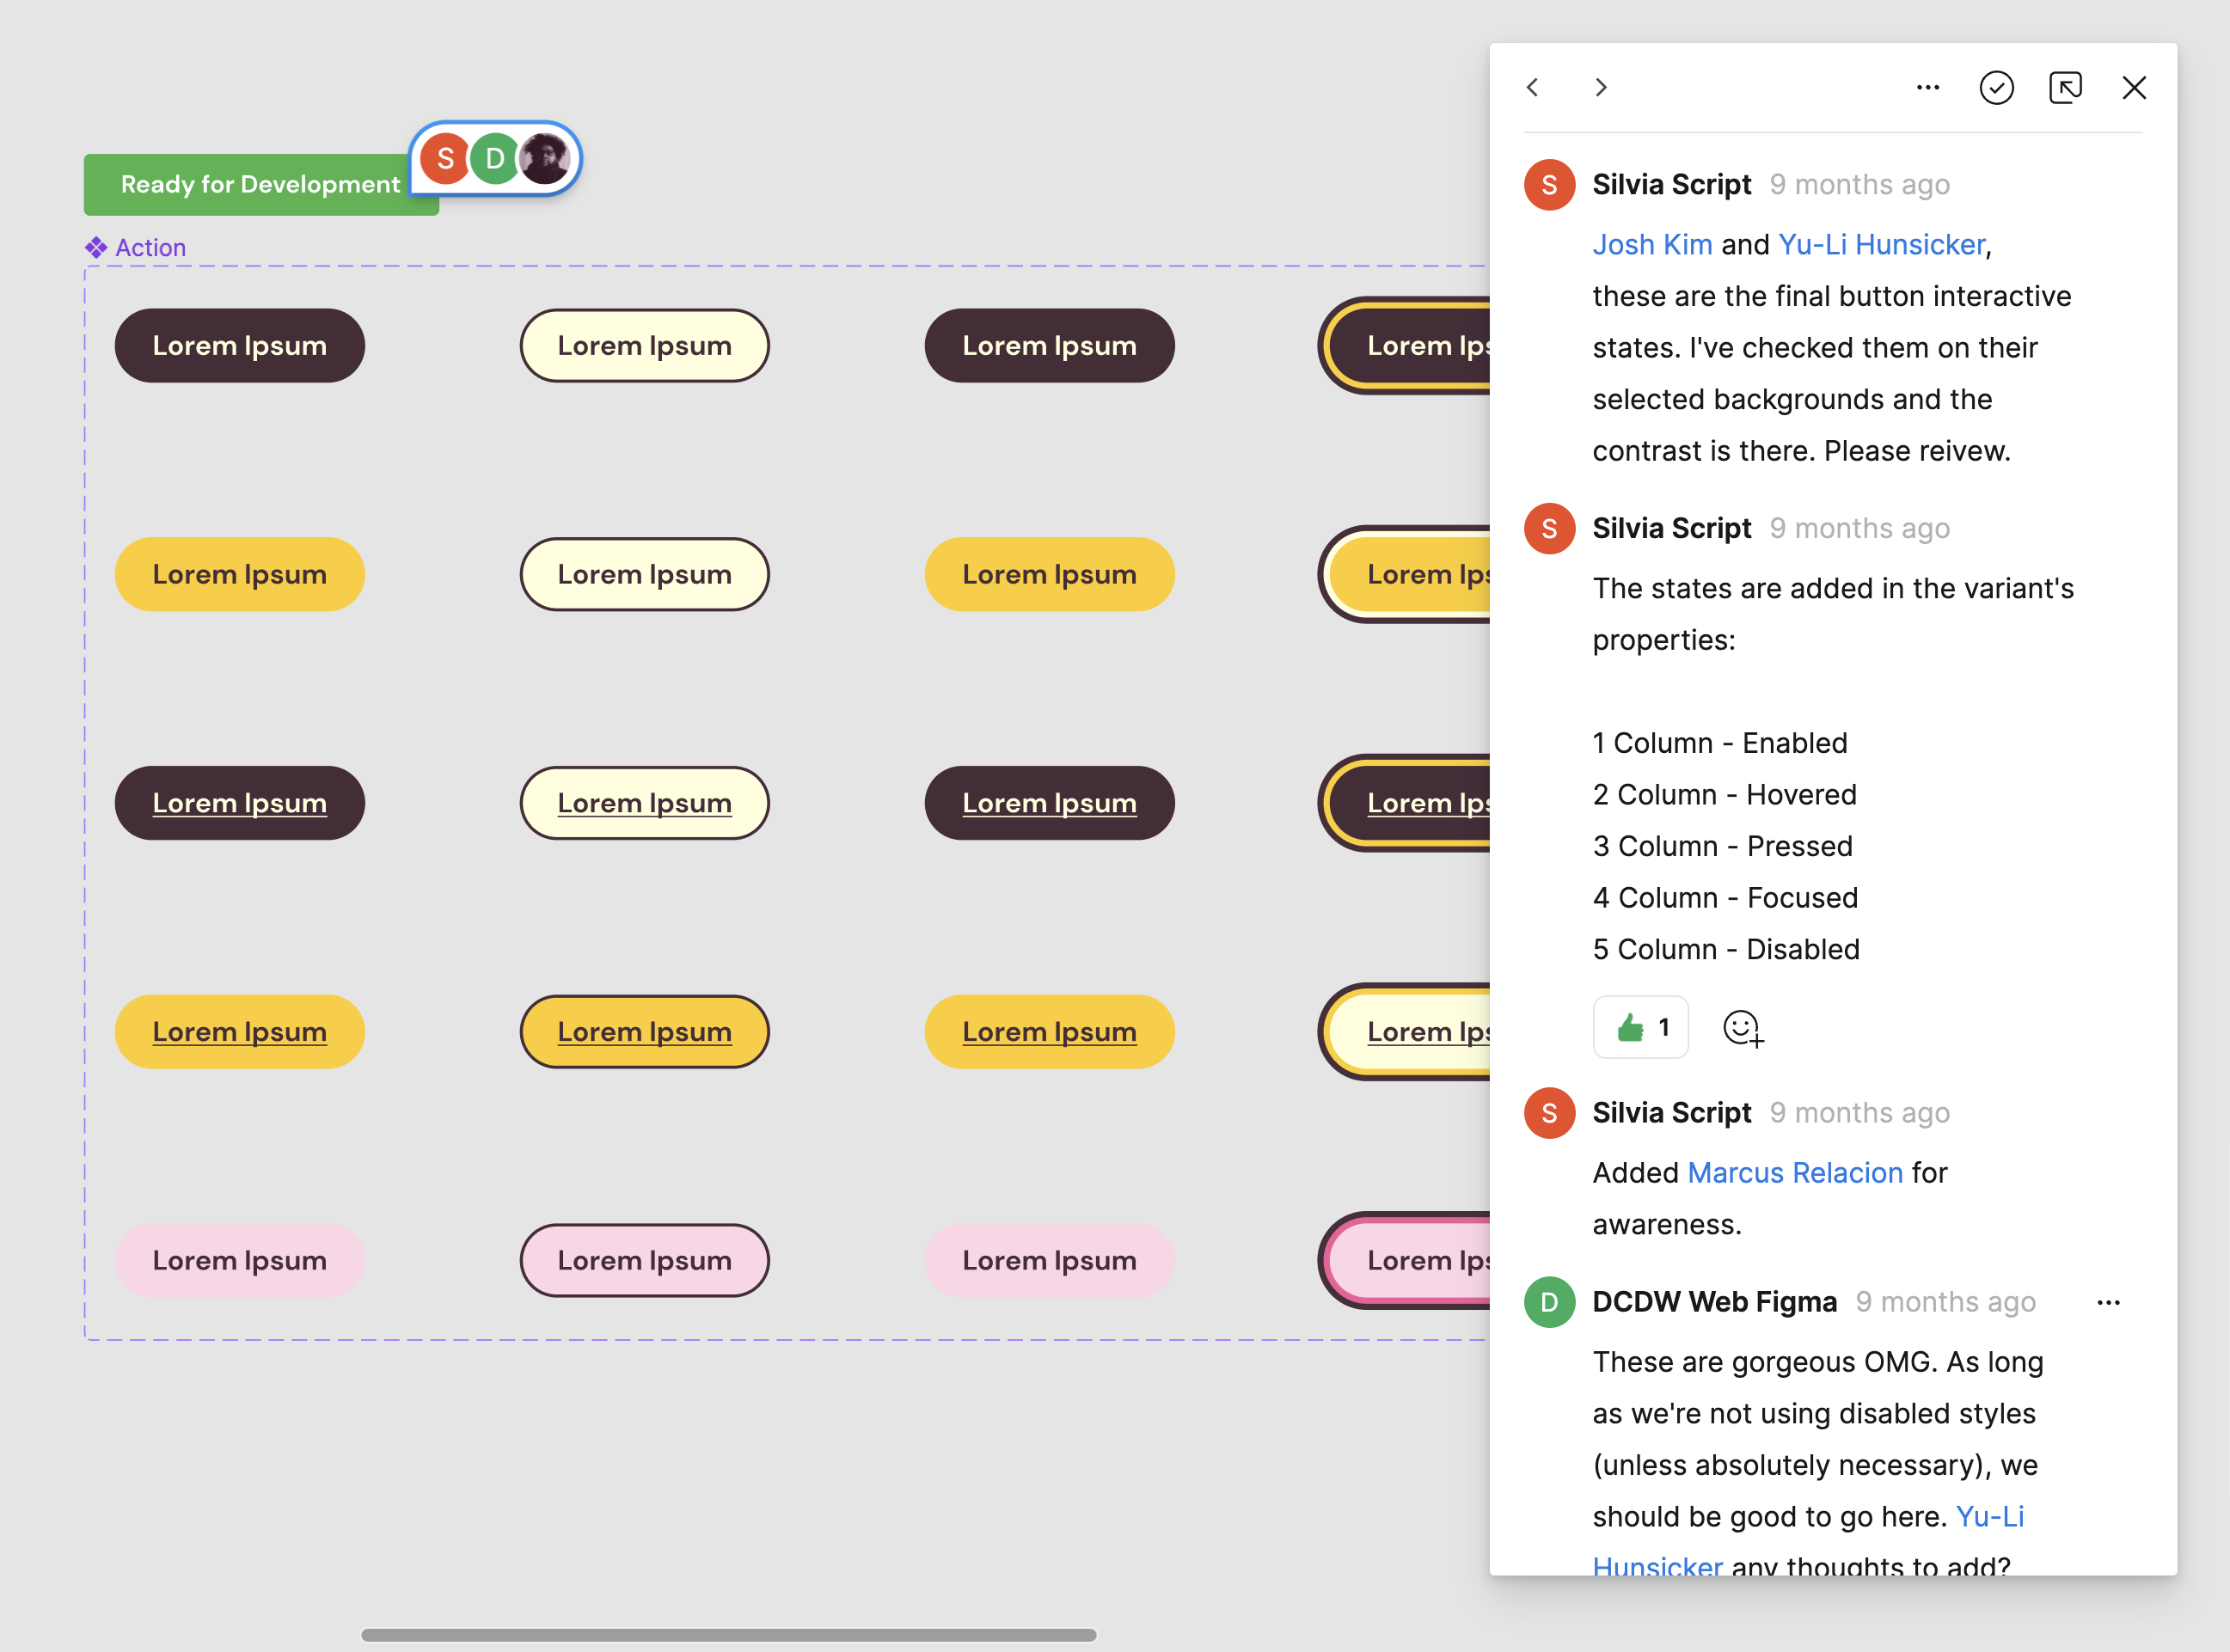 Ready for Development
S D
Action
Lorem Ipsum Lorem Ipsum Lorem Ipsum Lorem Ips
Lorem Ipsum Lorem Ipsum Lorem Ipsum Lorem Ips
Lorem Ipsum Lorem Ipsum Lorem Ipsum Lorem Ips
Lorem Ipsum Lorem Ipsum Lorem Ipsum Lorem Ips
Lorem Ipsum Lorem Ipsum Lorem Ipsum Lorem Ips
S Silvia Script 9 months ago
Josh Kim and Yu-Li Hunsicker,
these are the final button interactive
states. I've checked them on their
selected backgrounds and the
contrast is there. Please reivew.
S Silvia Script 9 months ago
The states are added in the variant's
properties:
1 Column - Enabled
2 Column - Hovered
3 Column - Pressed
4 Column - Focused
5 Column - Disabled
1
S Silvia Script 9 months ago
Added Marcus Relacion for
awareness.
D DCDW Web Figma 9 months ago
These are gorgeous OMG. As long
as we're not using disabled styles
(unless absolutely necessary), we
should be good to go here. Yu-Li
Hunsicker any thoughts to add?